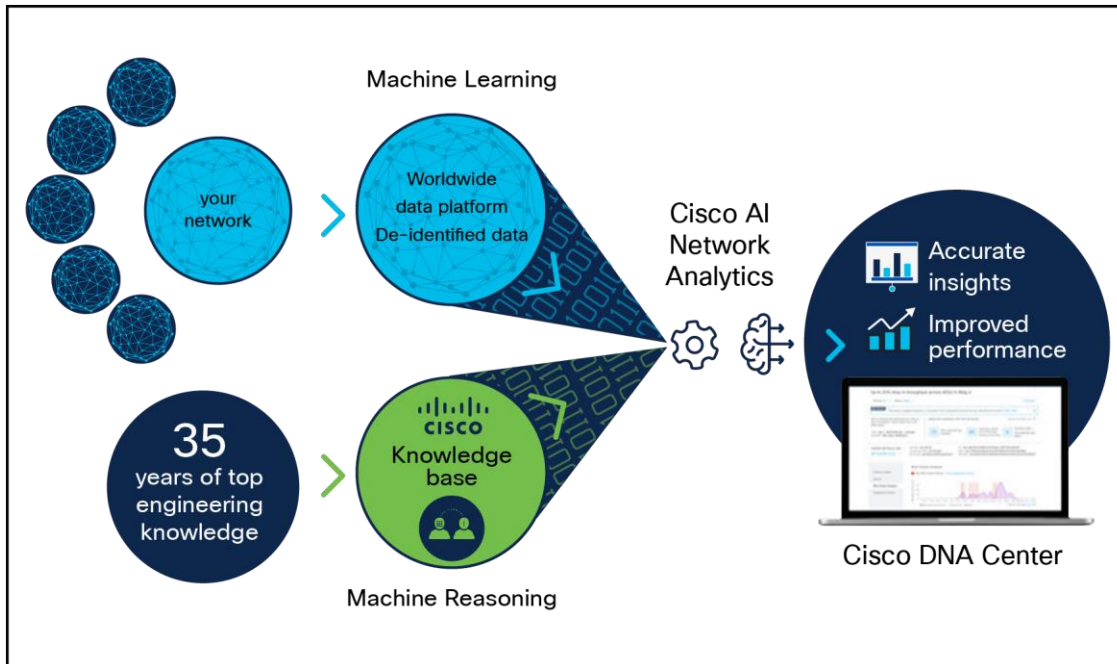 Machine Learning
your
network
Worldwide
data platform
De-identified data
Cisco AI
Network
Analytics
Accurate
insights
Improved
performance
35
years of top
engineering
knowledge
CISCO
Knowledge
base
Machine Reasoning
Cisco DNA Center